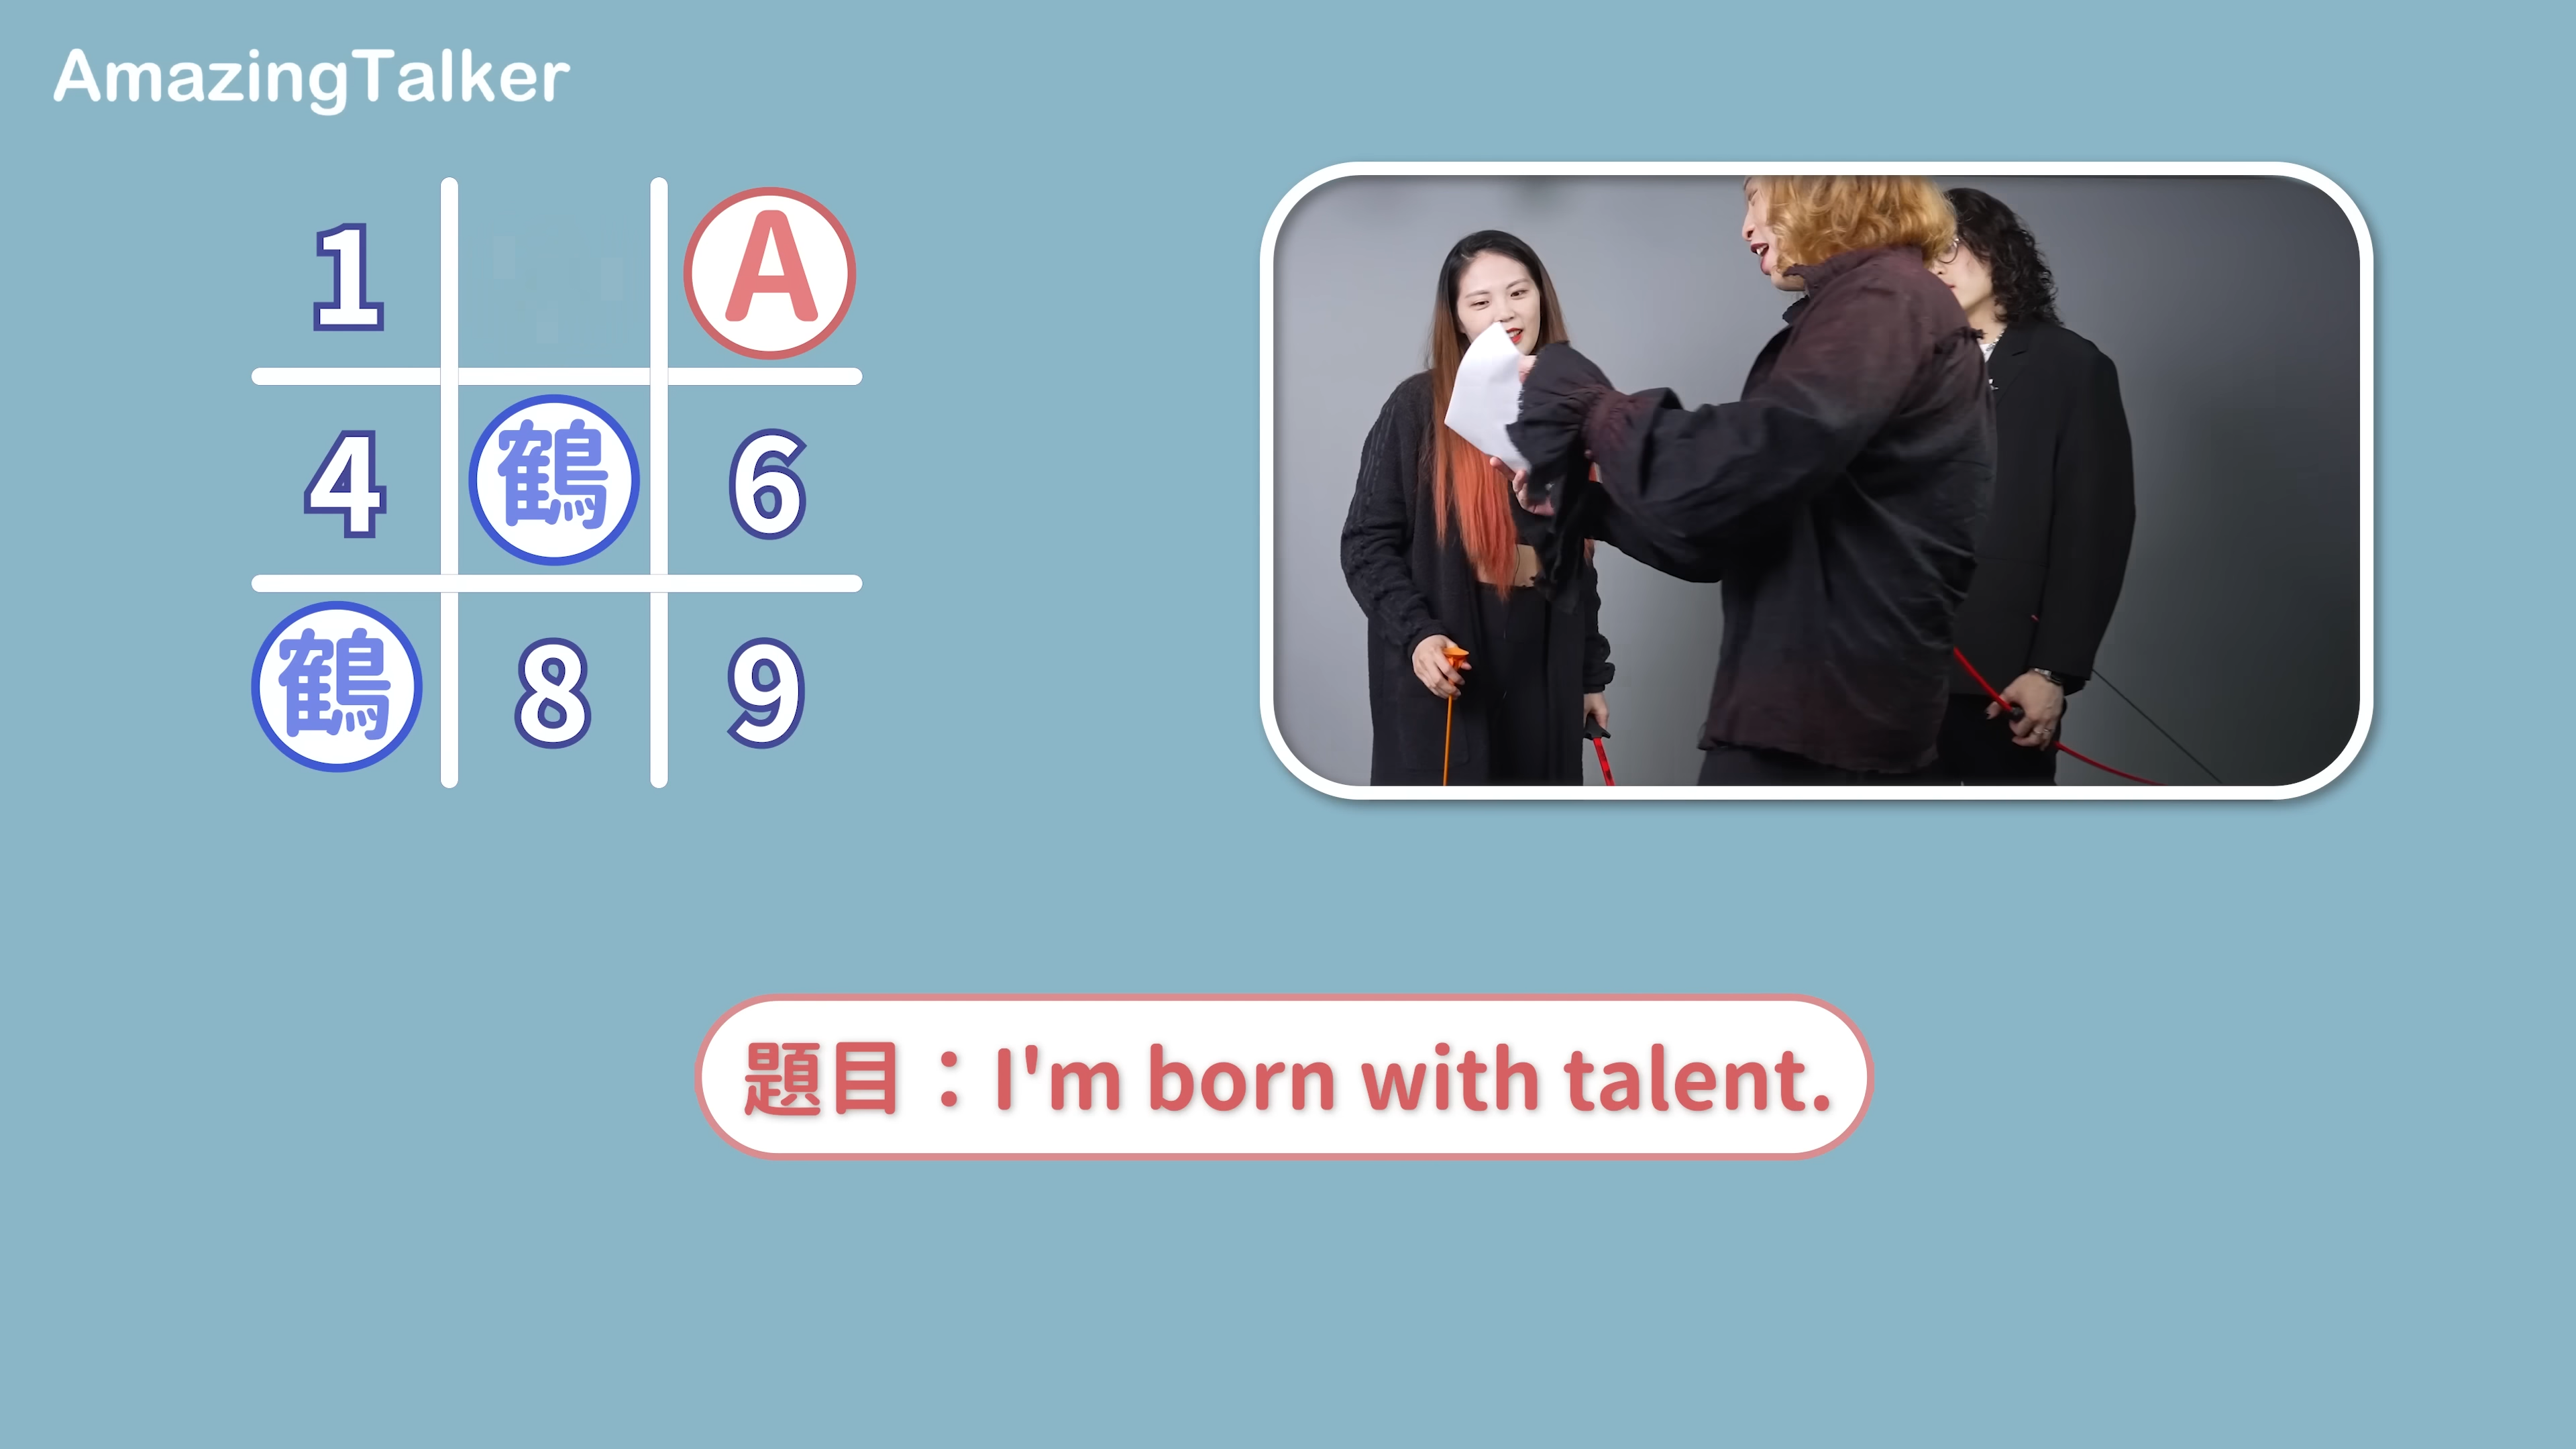 AmazingTalker
1 A
4 鶴 6
鶴 8 9
題目：I'm born with talent.